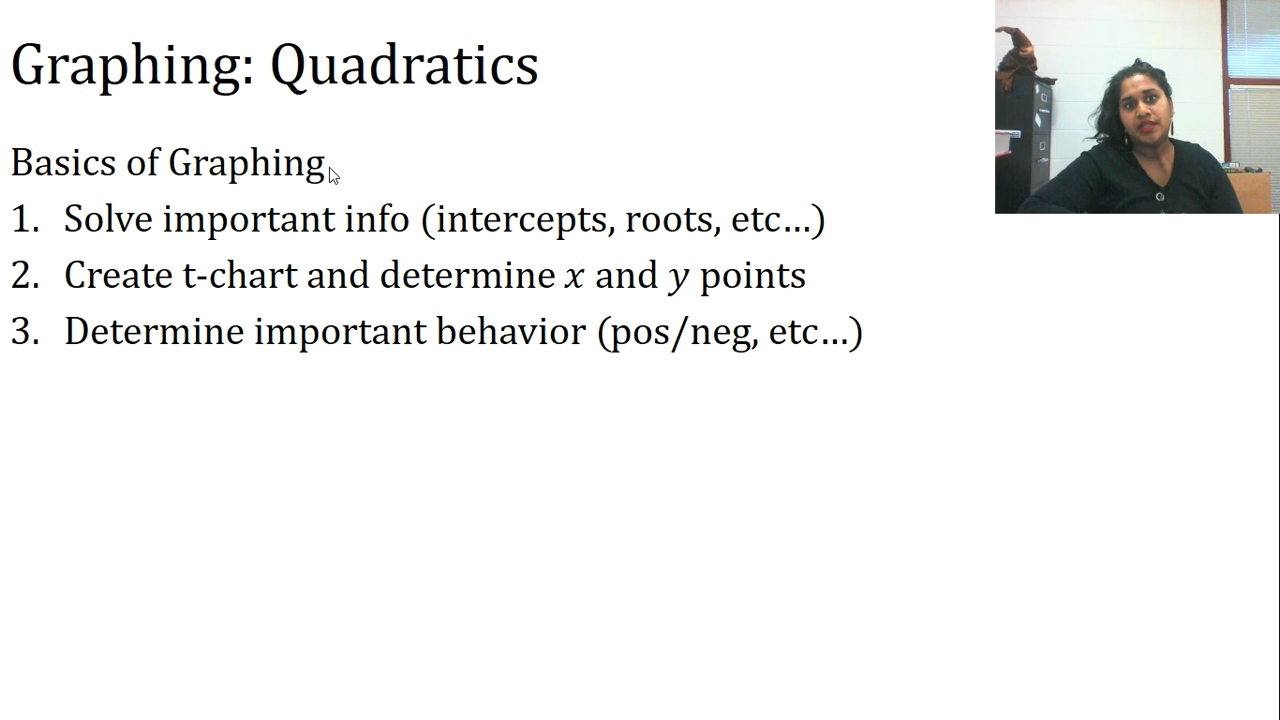 Graphing: Quadratics
Basics of Graphing
1. Solve important info (intercepts, roots, etc…)
2. Create t-chart and determine x and y points
3. Determine important behavior (pos/neg, etc…)